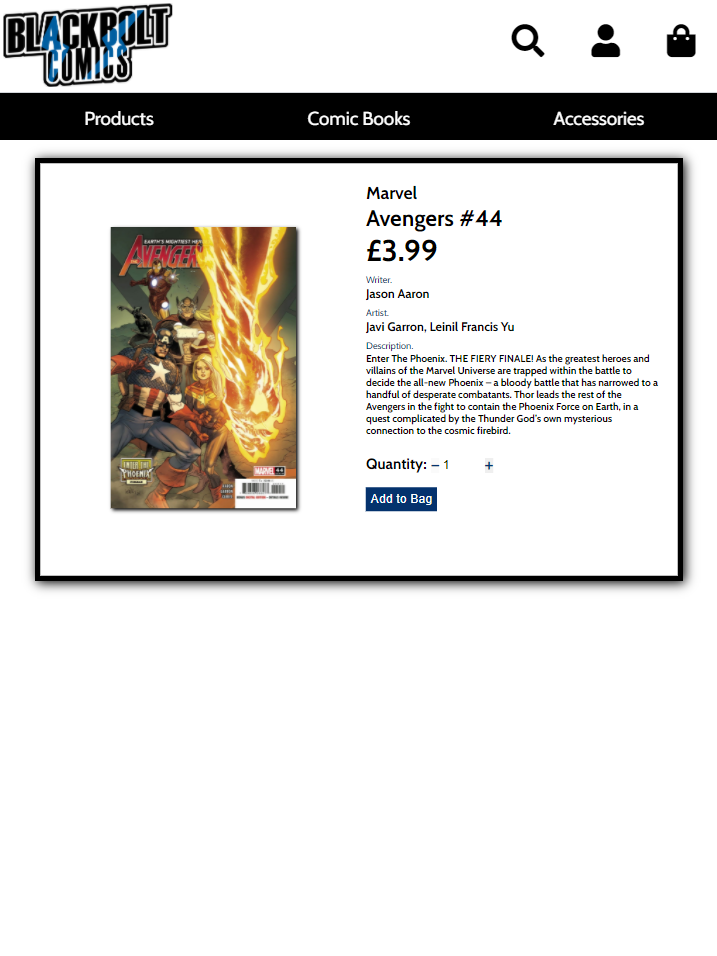 BLACKBOLT
COMICS
Products
Comic Books
Accessories
Marvel
Avengers #44
£3.99
Writer.
Jason Aaron
Artist.
Javi Garron, Leinil Francis Yu
Description.
Enter The Phoenix. THE FIERY FINALE! As the greatest heroes and
villains of the Marvel Universe are trapped within the battle to
decide the all-new Phoenix – a bloody battle that has narrowed to a
handful of desperate combatants. Thor leads the rest of the
Avengers in the fight to contain the Phoenix Force on Earth, in a
quest complicated by the Thunder God's own mysterious
connection to the cosmic firebird.
Quantity: – 1 +
Add to Bag
EARTH'S MIGHTIEST HER
AVENGER
ENTER THE
PHOENIX
MARVEL 44